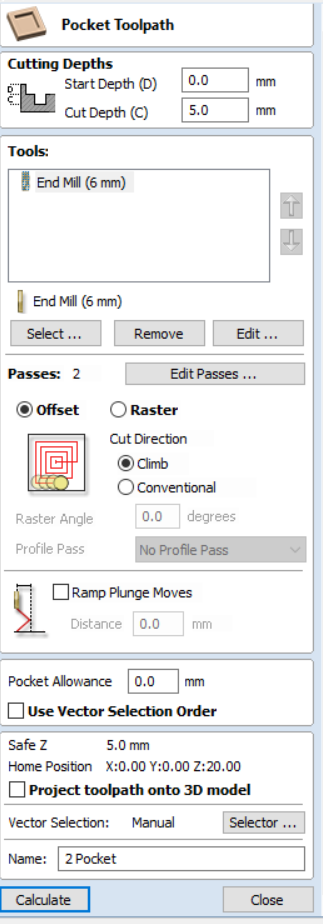 Pocket Toolpath
Cutting Depths
Start Depth (D) 0.0 mm
Cut Depth (C) 5.0 mm
Tools:
End Mill (6 mm)
End Mill (6 mm)
Select ... Remove Edit ...
Passes: 2 Edit Passes ...
Offset Raster
Cut Direction
Climb
Conventional
Raster Angle 0.0 degrees
Profile Pass No Profile Pass
Ramp Plunge Moves
Distance 0.0 mm
Pocket Allowance 0.0 mm
Use Vector Selection Order
Safe Z 5.0 mm
Home Position X:0.00 Y:0.00 Z:20.00
Project toolpath onto 3D model
Vector Selection: Manual Selector ...
Name: 2 Pocket
Calculate Close